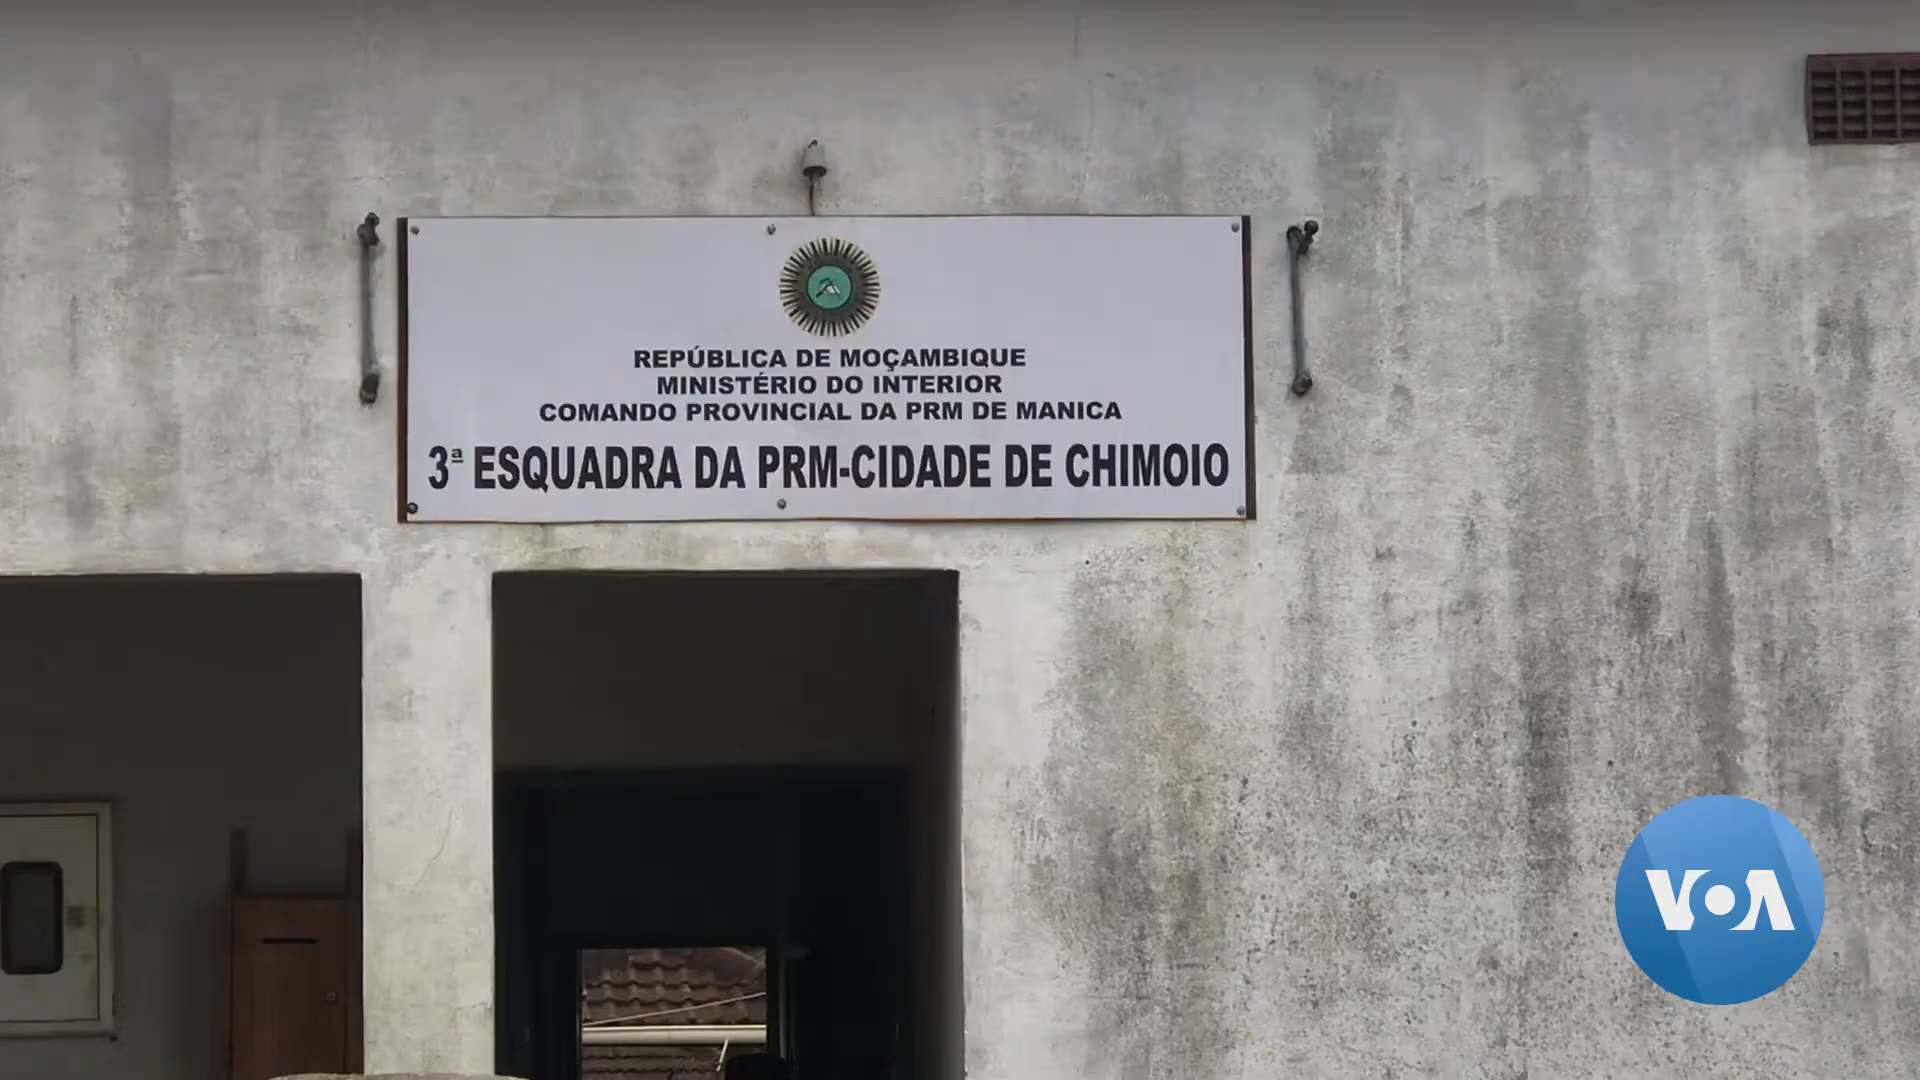 REPÚBLICA DE MOÇAMBIQUE
MINISTÉRIO DO INTERIOR
COMANDO PROVINCIAL DA PRM DE MANICA
3ª ESQUADRA DA PRM-CIDADE DE CHIMOIO
VOA